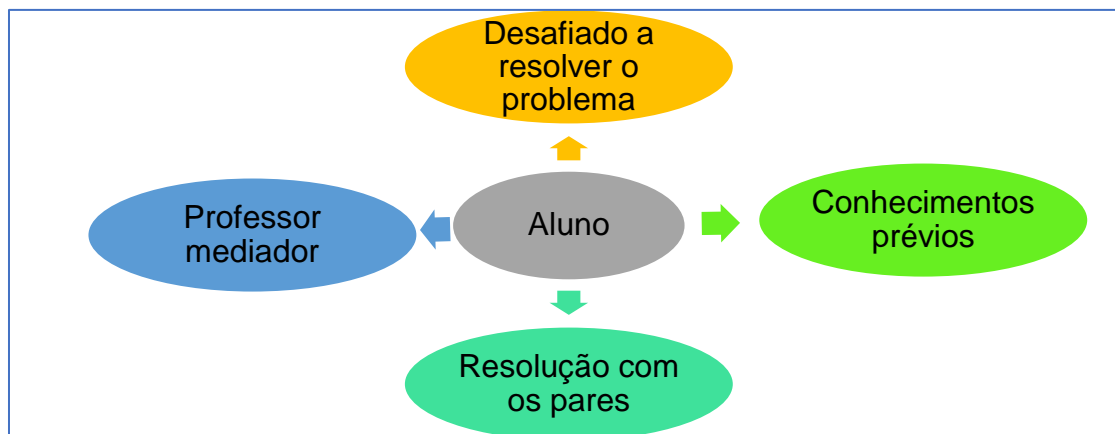 Desafiado a
resolver o
problema
Professor
mediador
Aluno
Conhecimentos
prévios
Resolução com
os pares